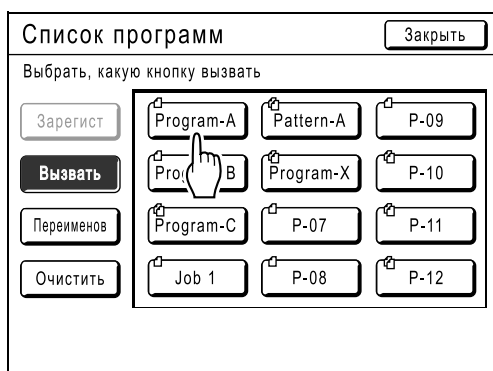 Список программ
Закрыть
Выбрать, какую кнопку вызвать
Зарегист
Program-A
Pattern-A
P-09
Вызвать
Prog B
Program-X
P-10
Переименов
Program-C
P-07
P-11
Очистить
Job 1
P-08
P-12